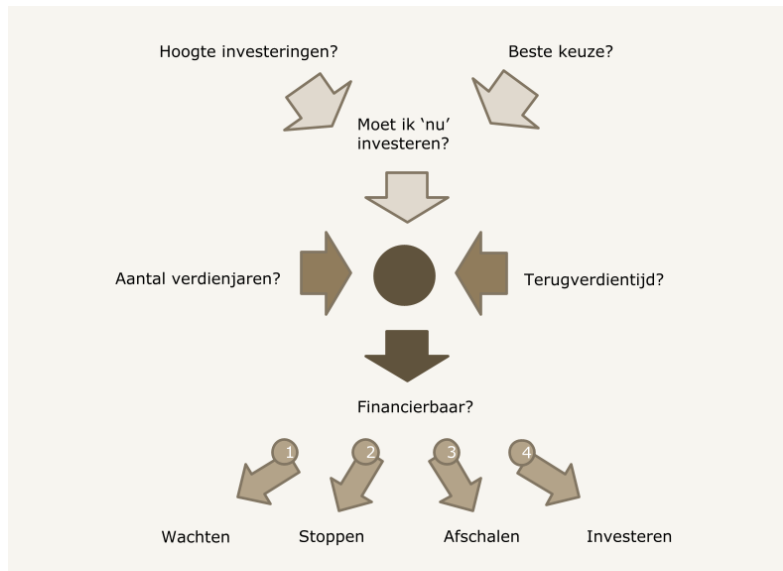 Hoogte investeringen?
Beste keuze?
Moet ik ‘nu’
investeren?
Aantal verdienjaren?
Terugverdientijd?
Financierbaar?
1
2
3
4
Wachten
Stoppen
Afschalen
Investeren